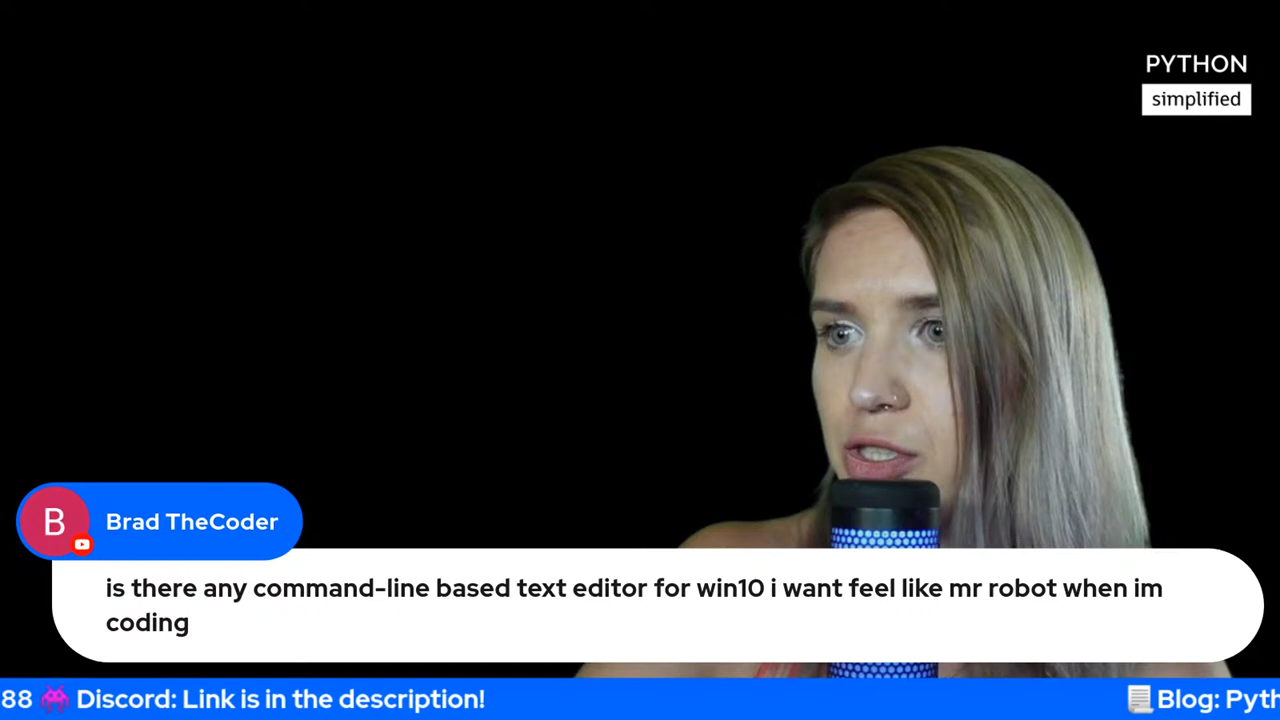 PYTHON
simplified
B
Brad TheCoder
is there any command-line based text editor for win10 i want feel like mr robot when im
coding
88 👾 Discord: Link is in the description!
📃 Blog: Pyth